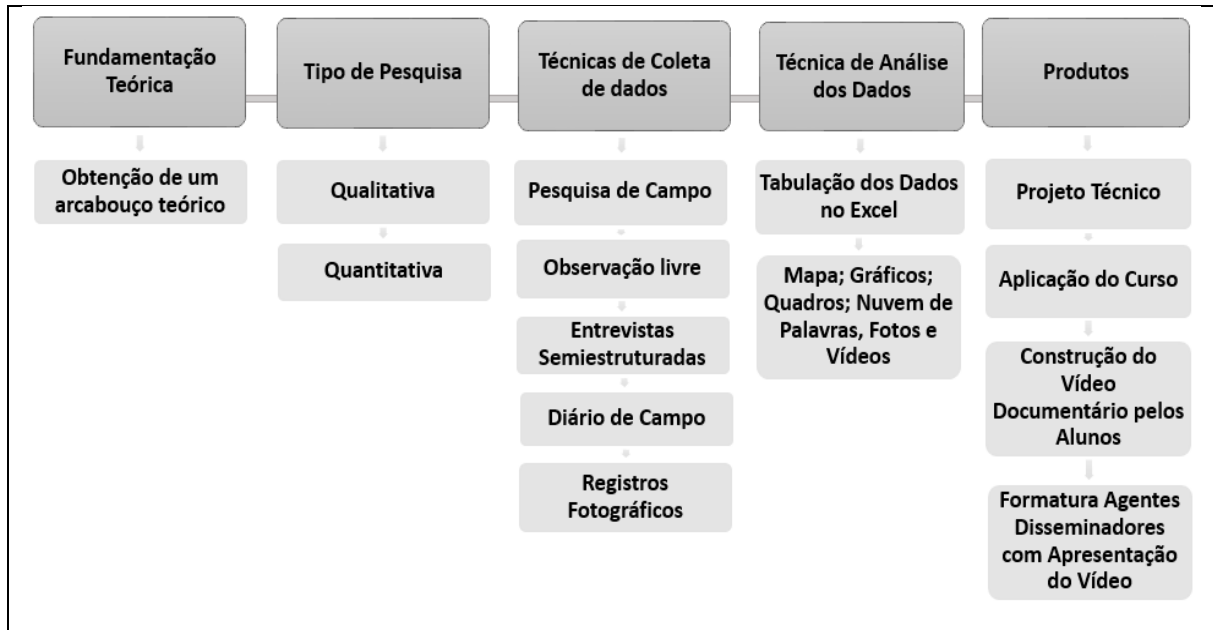 Fundamentação
Teórica
Obtenção de um
arcabouço teórico
Tipo de Pesquisa
Qualitativa
Quantitativa
Técnicas de Coleta
de dados
Pesquisa de Campo
Observação livre
Entrevistas
Semiestruturadas
Diário de Campo
Registros
Fotográficos
Técnica de Análise
dos Dados
Tabulação dos Dados
no Excel
Mapa; Gráficos;
Quadros; Nuvem de
Palavras, Fotos e
Vídeos
Produtos
Projeto Técnico
Aplicação do Curso
Construção do
Vídeo
Documentário pelos
Alunos
Formatura Agentes
Disseminadores
com Apresentação
do Vídeo